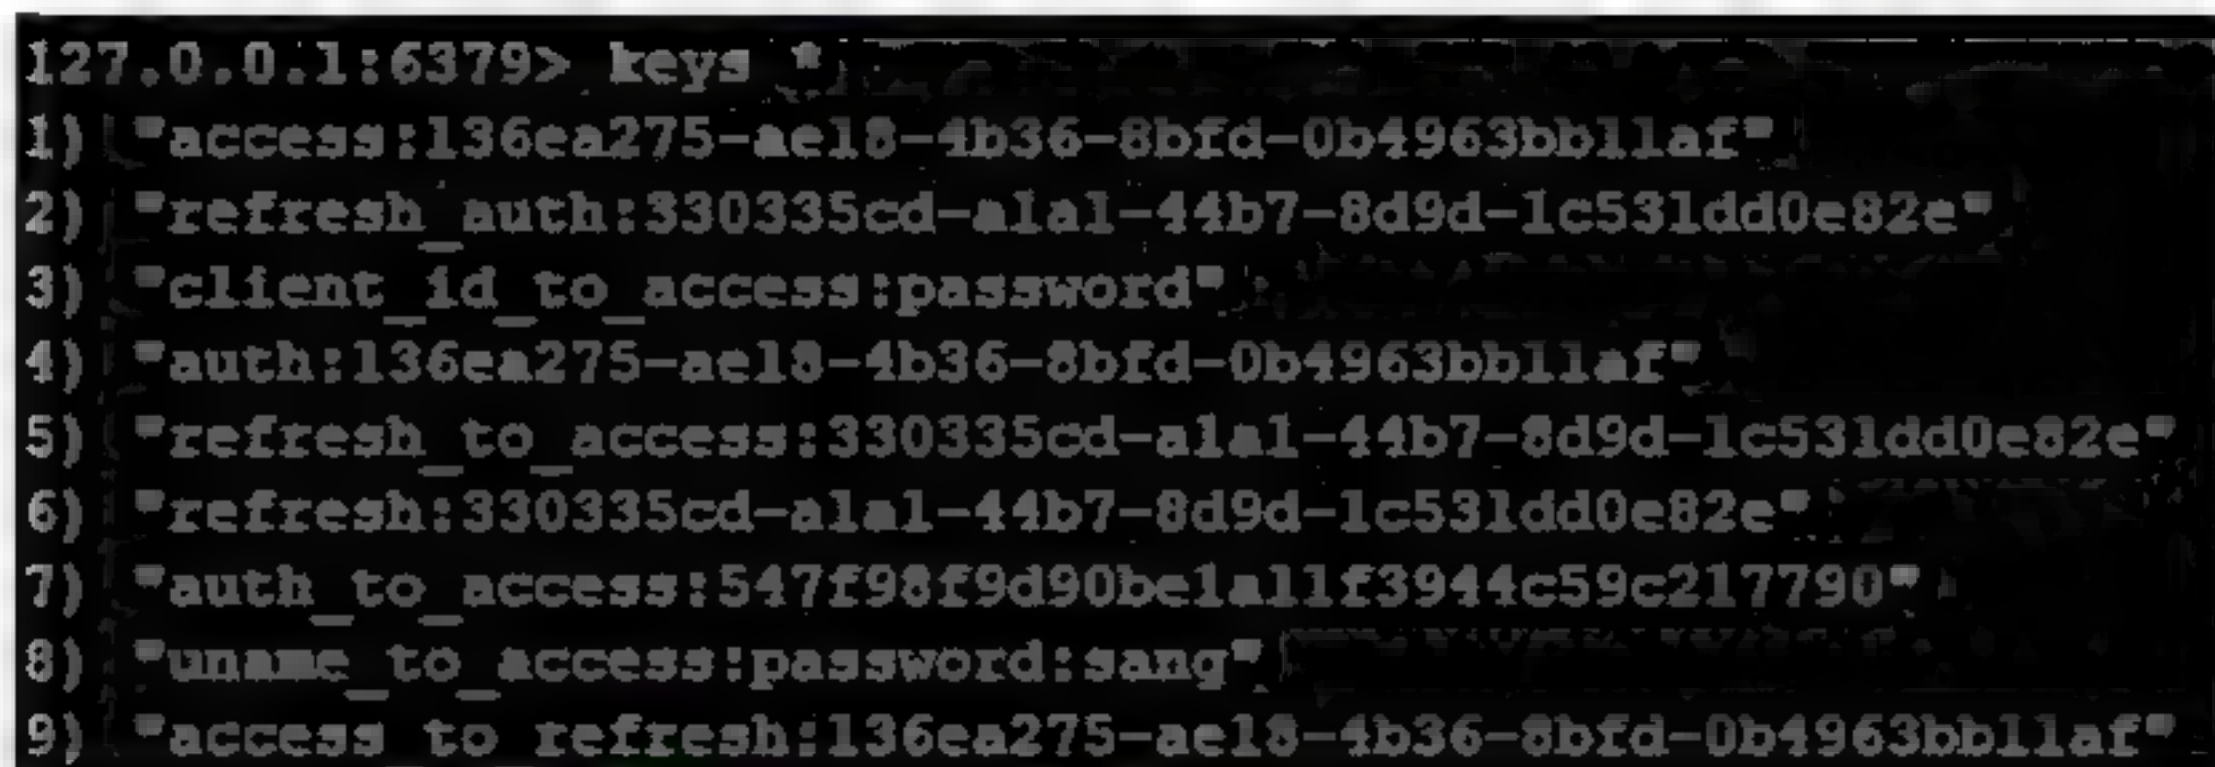 127.0.0.1:6379> keys *
1) "access:136ea275-ae18-4b36-8bfd-0b4963bb11af"
2) "refresh_auth:330335cd-a1a1-44b7-8d9d-1c531dd0e82e"
3) "client_id_to_access:password"
4) "auth:136ea275-ae18-4b36-8bfd-0b4963bb11af"
5) "refresh_to_access:330335cd-a1a1-44b7-8d9d-1c531dd0e82e"
6) "refresh:330335cd-a1a1-44b7-8d9d-1c531dd0e82e"
7) "auth_to_access:547f98f9d90be1a11f3944c59c217790"
8) "uname_to_access:password:sang"
9) "access to refresh:136ea275-ae18-4b36-8bfd-0b4963bb11af"